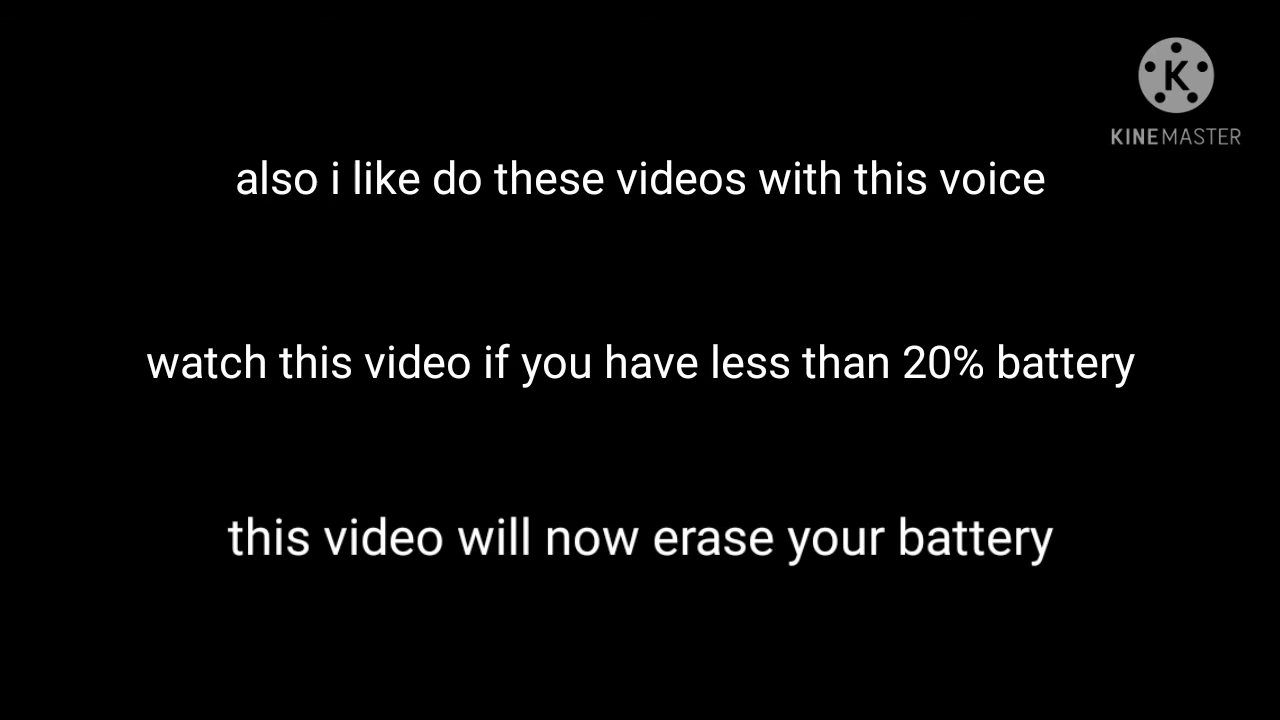 K
KINEMASTER
also i like do these videos with this voice
watch this video if you have less than 20% battery
this video will now erase your battery